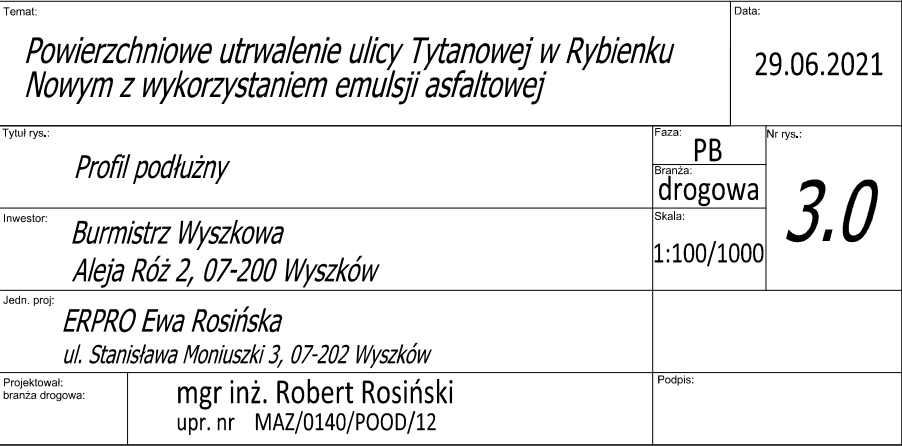 Temat:
Data:
Powierzchniowe utrwalenie ulicy Tytanowej w Rybienku
Nowym z wykorzystaniem emulsji asfaltowej
29.06.2021
Tytuł rys.:
Profil podłużny
Faza:
PB
Branża:
drogowa
Nr rys.:
3.0
Inwestor:
Burmistrz Wyszkowa
Aleja Róż 2, 07-200 Wyszków
Skala:
1:100/1000
Jedn. proj:
ERPRO Ewa Rosińska
ul. Stanisława Moniuszki 3, 07-202 Wyszków
Projektował:
branża drogowa:
mgr inż. Robert Rosiński
upr. nr MAZ/0140/POOD/12
Podpis: